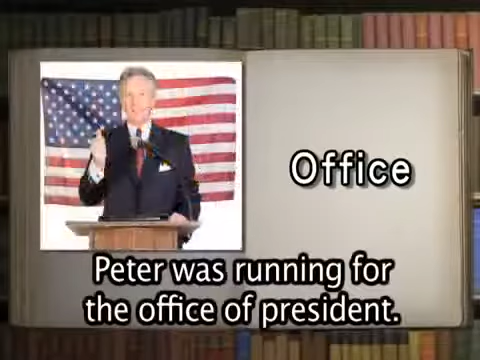 Office
Peter was running for
the office of president.